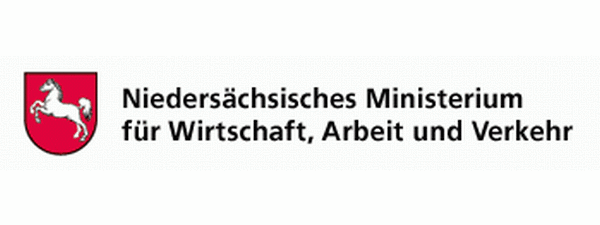 Niedersächsisches Ministerium
für Wirtschaft, Arbeit und Verkehr